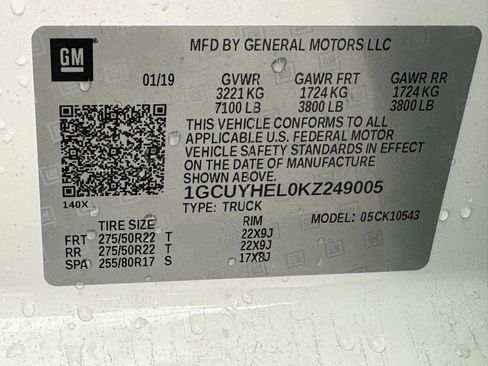 GM
MFD BY GENERAL MOTORS LLC
01/19 GVWR GAWR FRT GAWR RR
3221 KG 1724 KG 1724 KG
7100 LB 3800 LB 3800 LB
THIS VEHICLE CONFORMS TO ALL
APPLICABLE U.S. FEDERAL MOTOR
VEHICLE SAFETY STANDARDS IN EFFECT
ON THE DATE OF MANUFACTURE
SHOWN ABOVE.
1GCUYHEL0KZ249005
140X TYPE: TRUCK MODEL: 05CK10543
TIRE SIZE RIM
FRT 275/50R22 T 22X9J
RR 275/50R22 T 22X9J
SPA 255/80R17 S 17X8J